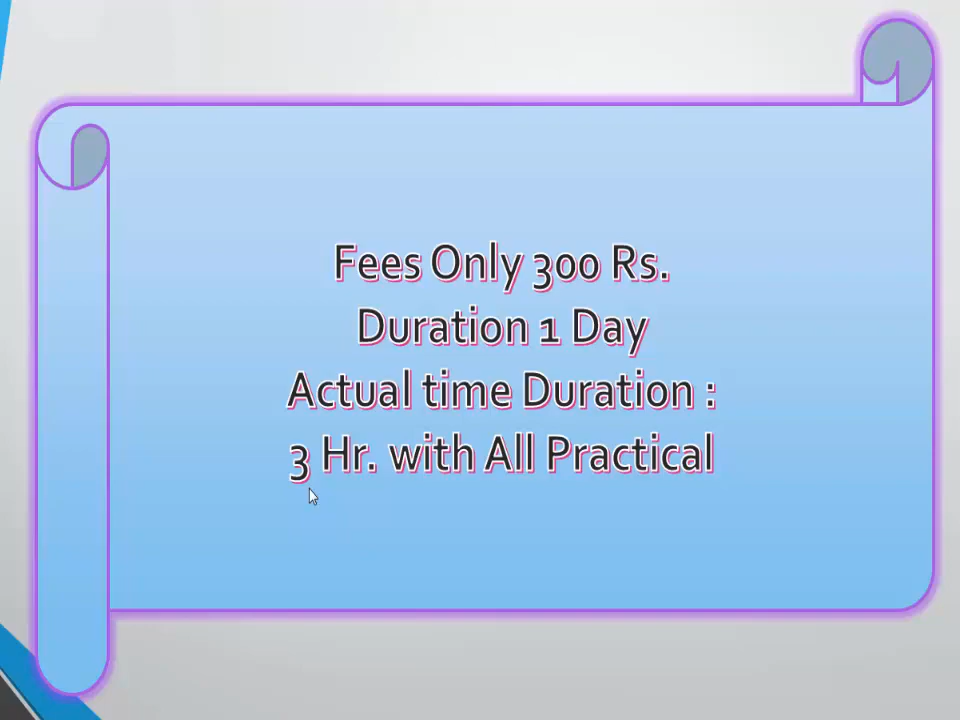 Fees Only 300 Rs.
Duration 1 Day
Actual time Duration :
3 Hr. with All Practical